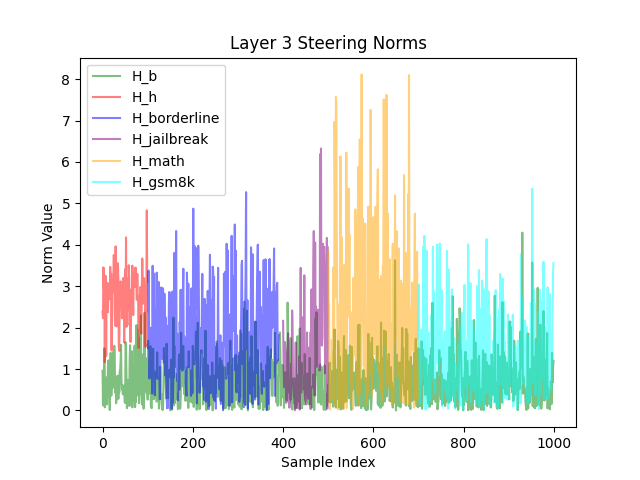 Layer 3 Steering Norms
H_b
H_h
H_borderline
H_jailbreak
H_math
H_gsm8k
Norm Value
8
7
6
5
4
3
2
1
0
0
200
400
600
800
1000
Sample Index